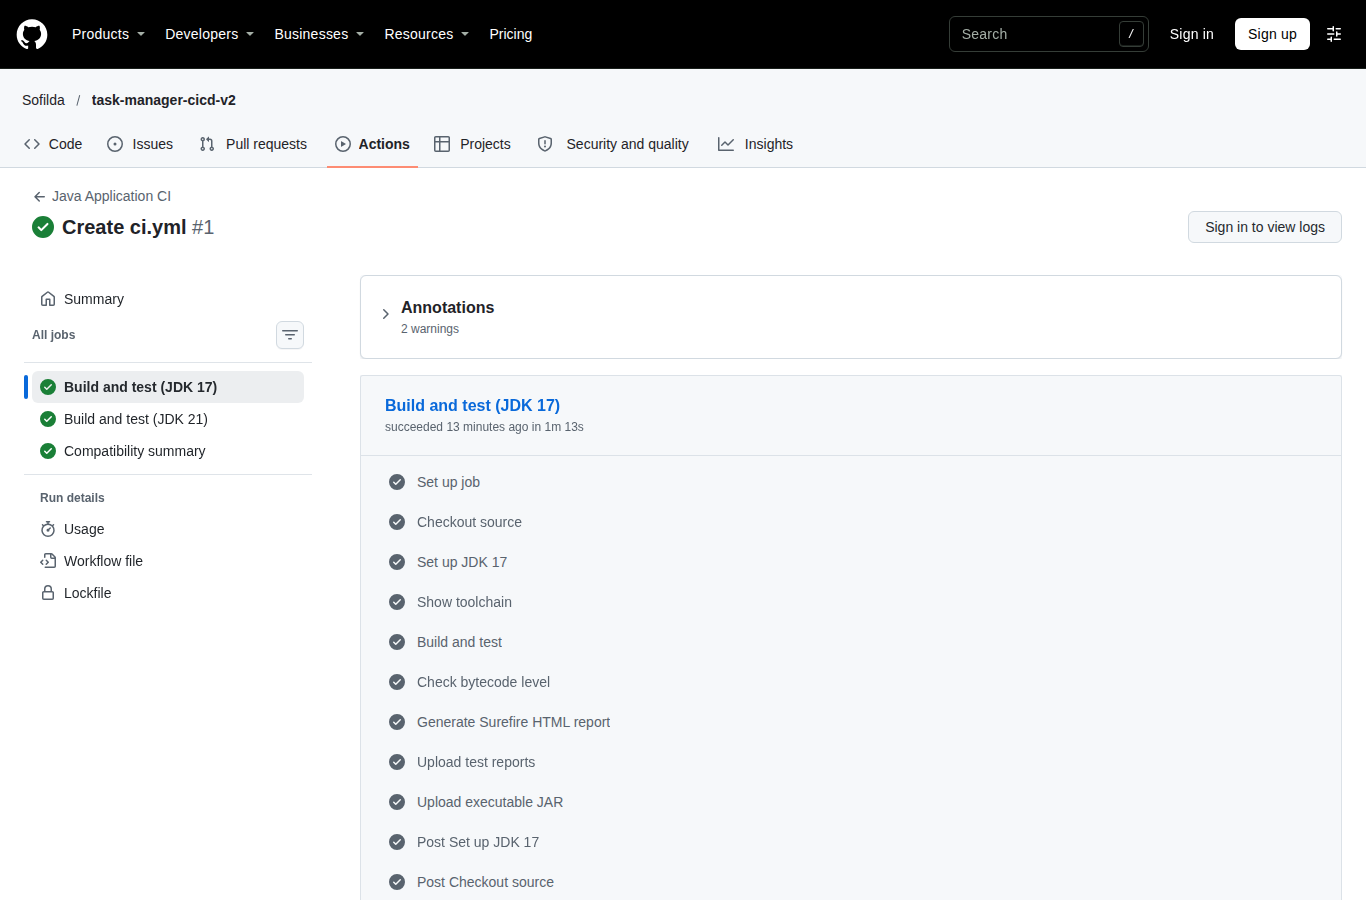 Products Developers Businesses Resources Pricing Search / Sign in Sign up
Sofilda / task-manager-cicd-v2
Code Issues Pull requests Actions Projects Security and quality Insights
Java Application CI
Create ci.yml #1
Sign in to view logs
Summary
All jobs
Build and test (JDK 17)
Build and test (JDK 21)
Compatibility summary
Run details
Usage
Workflow file
Lockfile
Annotations
2 warnings
Build and test (JDK 17)
succeeded 13 minutes ago in 1m 13s
Set up job
Checkout source
Set up JDK 17
Show toolchain
Build and test
Check bytecode level
Generate Surefire HTML report
Upload test reports
Upload executable JAR
Post Set up JDK 17
Post Checkout source